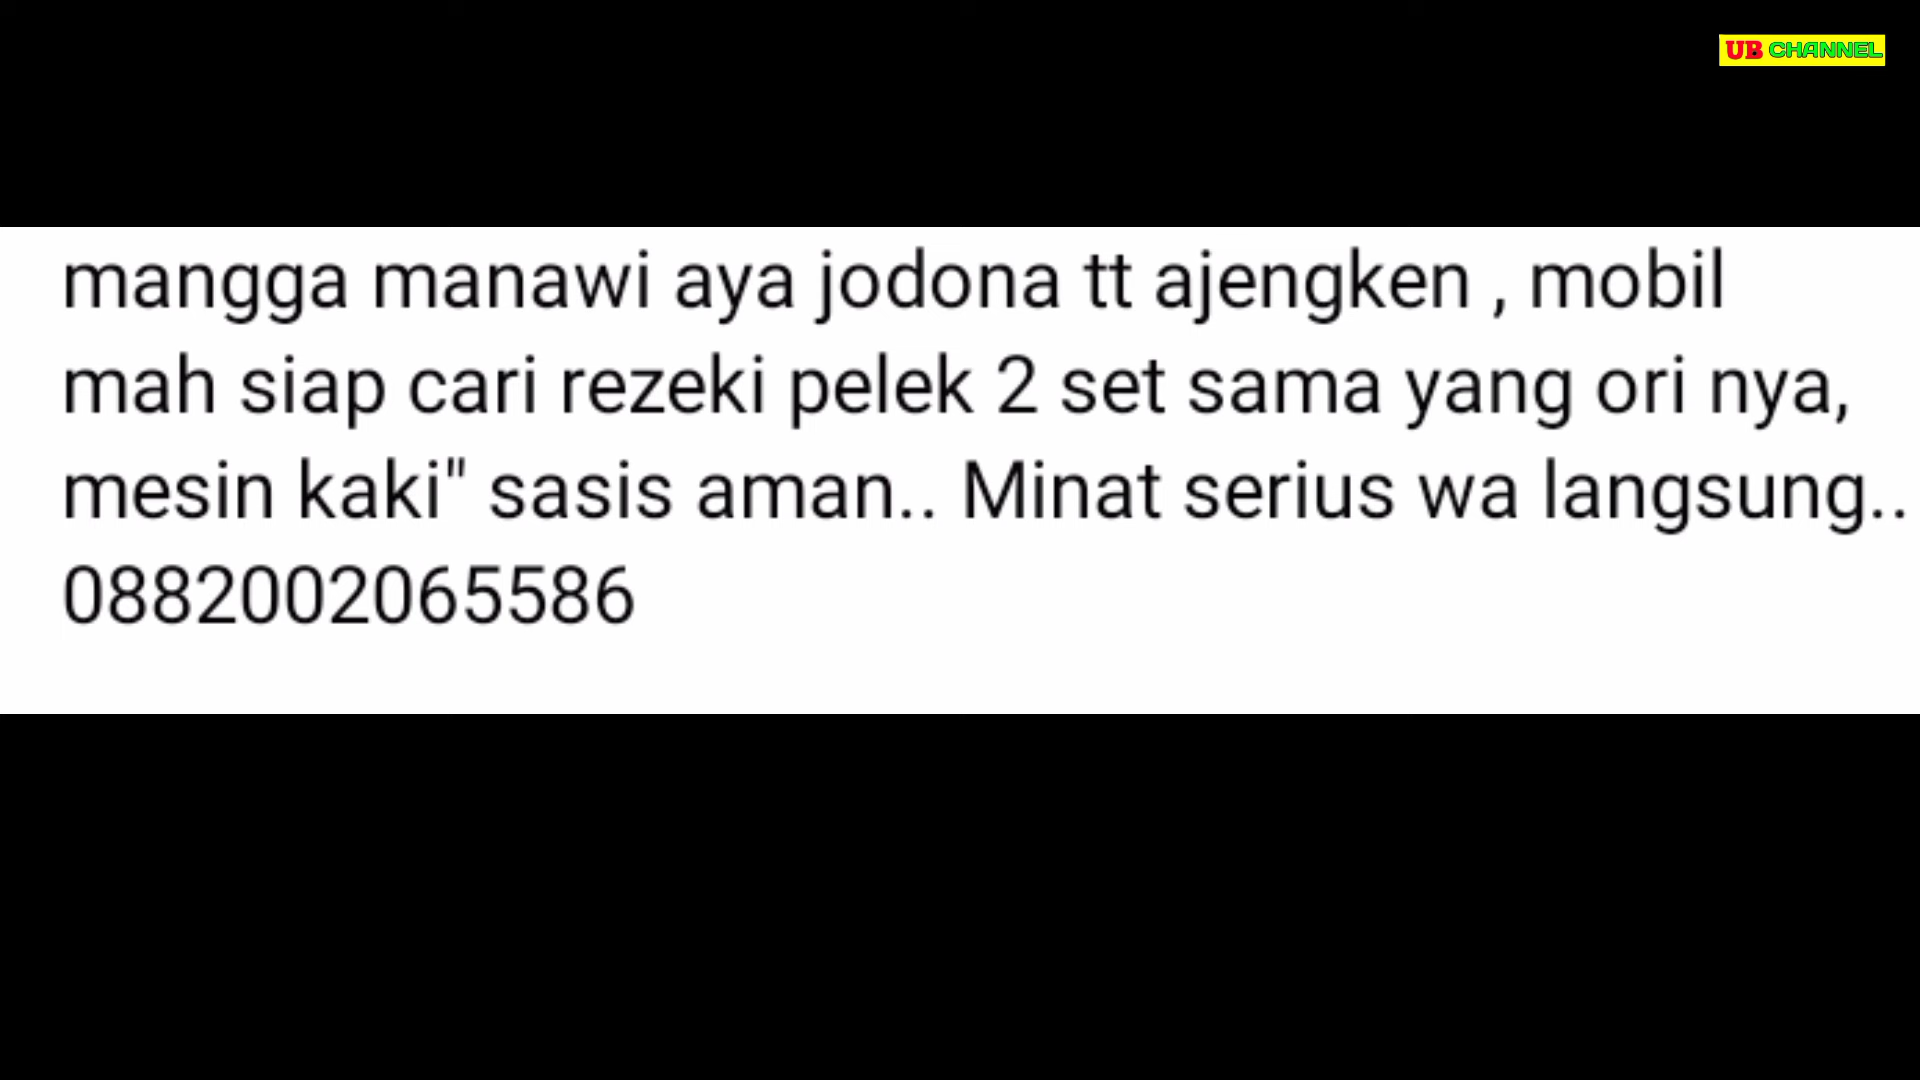 UB CHANNEL
mangga manawi aya jodona tt ajengken , mobil
mah siap cari rezeki pelek 2 set sama yang ori nya,
mesin kaki" sasis aman.. Minat serius wa langsung..
0882002065586